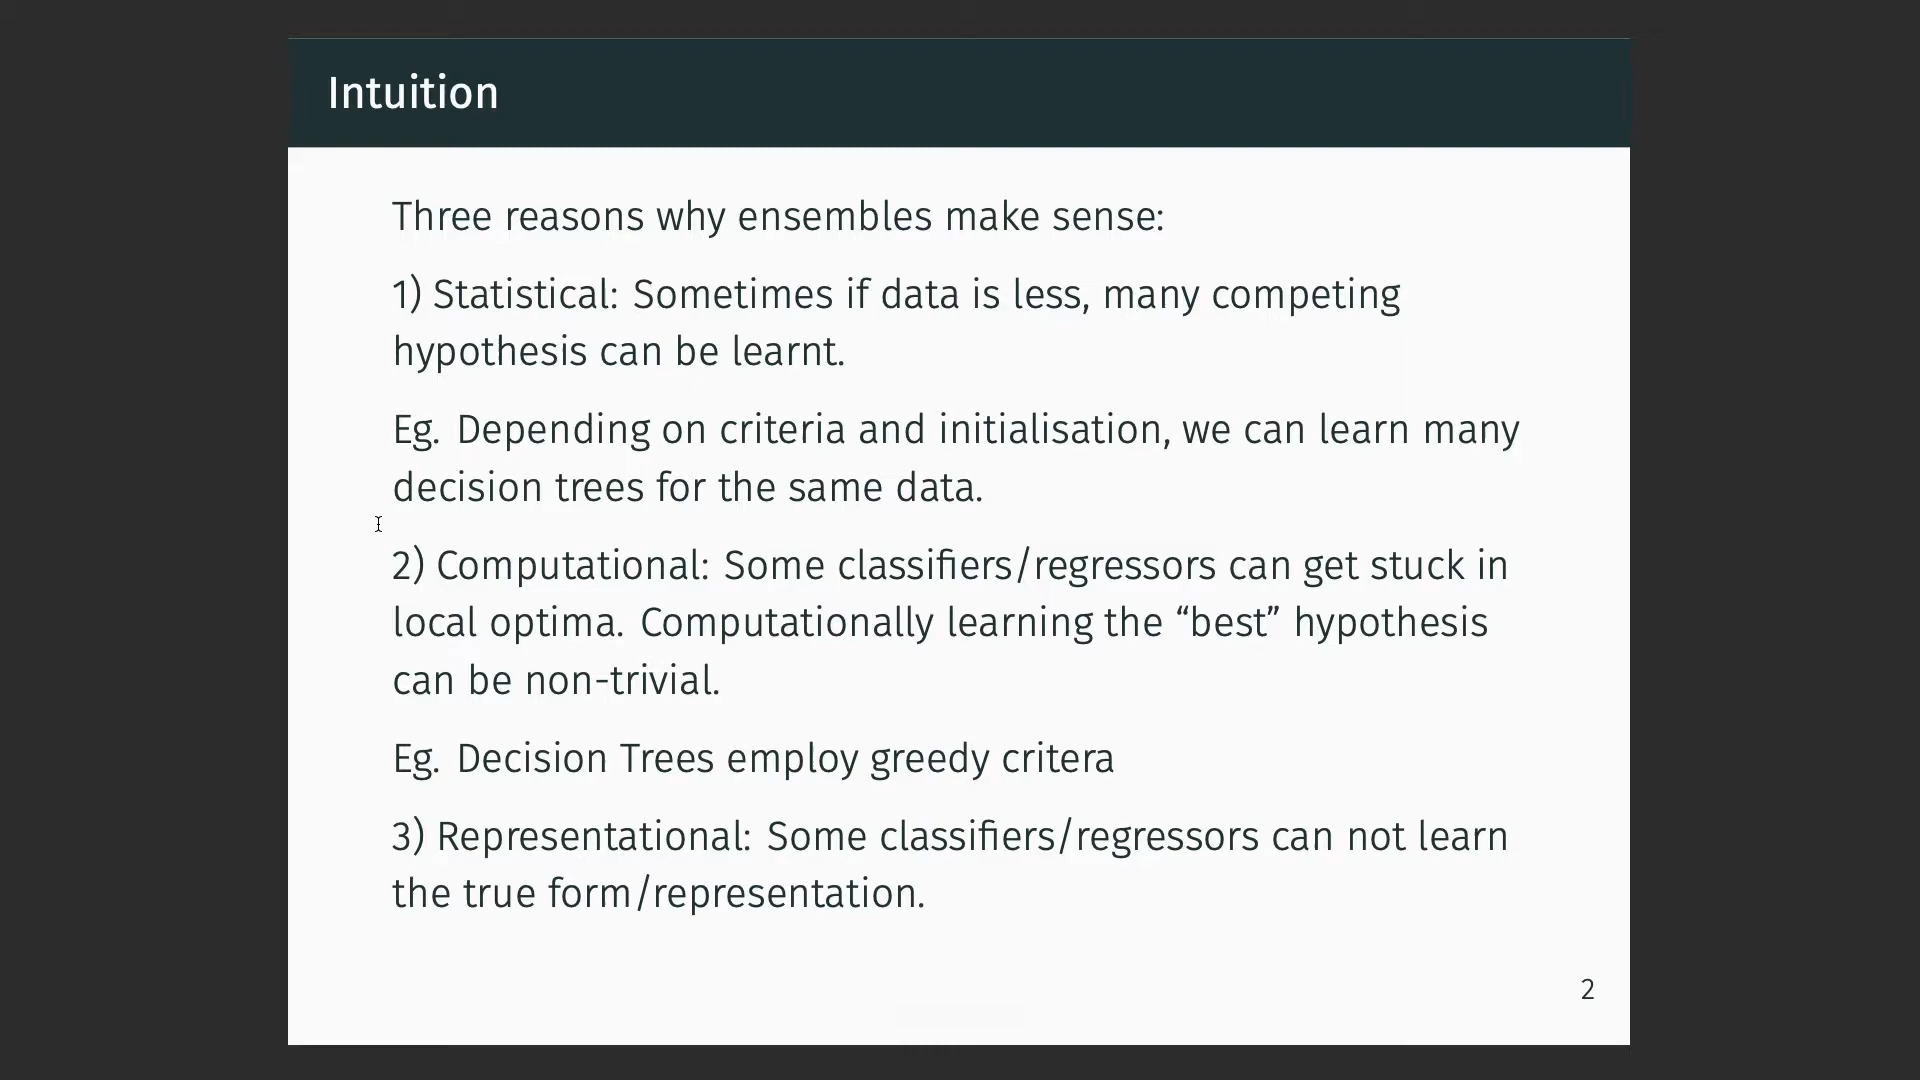 Intuition
Three reasons why ensembles make sense:
1) Statistical: Sometimes if data is less, many competing
hypothesis can be learnt.
Eg. Depending on criteria and initialisation, we can learn many
decision trees for the same data.
2) Computational: Some classifiers/regressors can get stuck in
local optima. Computationally learning the “best” hypothesis
can be non-trivial.
Eg. Decision Trees employ greedy critera
3) Representational: Some classifiers/regressors can not learn
the true form/representation.
2